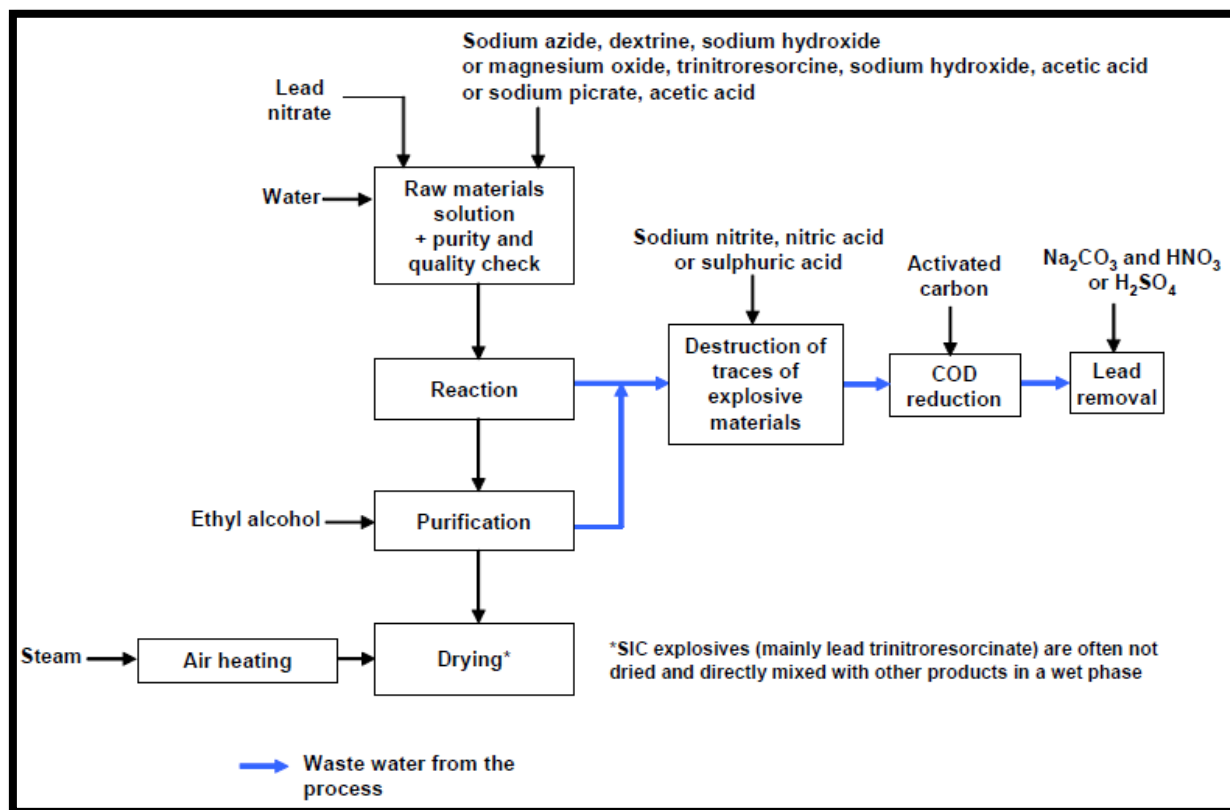 Sodium azide, dextrine, sodium hydroxide
or magnesium oxide, trinitroresorcine, sodium hydroxide, acetic acid
or sodium picrate, acetic acid
Lead
nitrate
Water
Raw materials
solution
+ purity and
quality check
Sodium nitrite, nitric acid
or sulphuric acid
Activated
carbon
Na₂CO₃ and HNO₃
or H₂SO₄
Reaction
Destruction of
traces of
explosive
materials
COD
reduction
Lead
removal
Ethyl alcohol
Purification
Steam
Air heating
Drying*
*SIC explosives (mainly lead trinitroresorcinate) are often not
dried and directly mixed with other products in a wet phase
Waste water from the
process